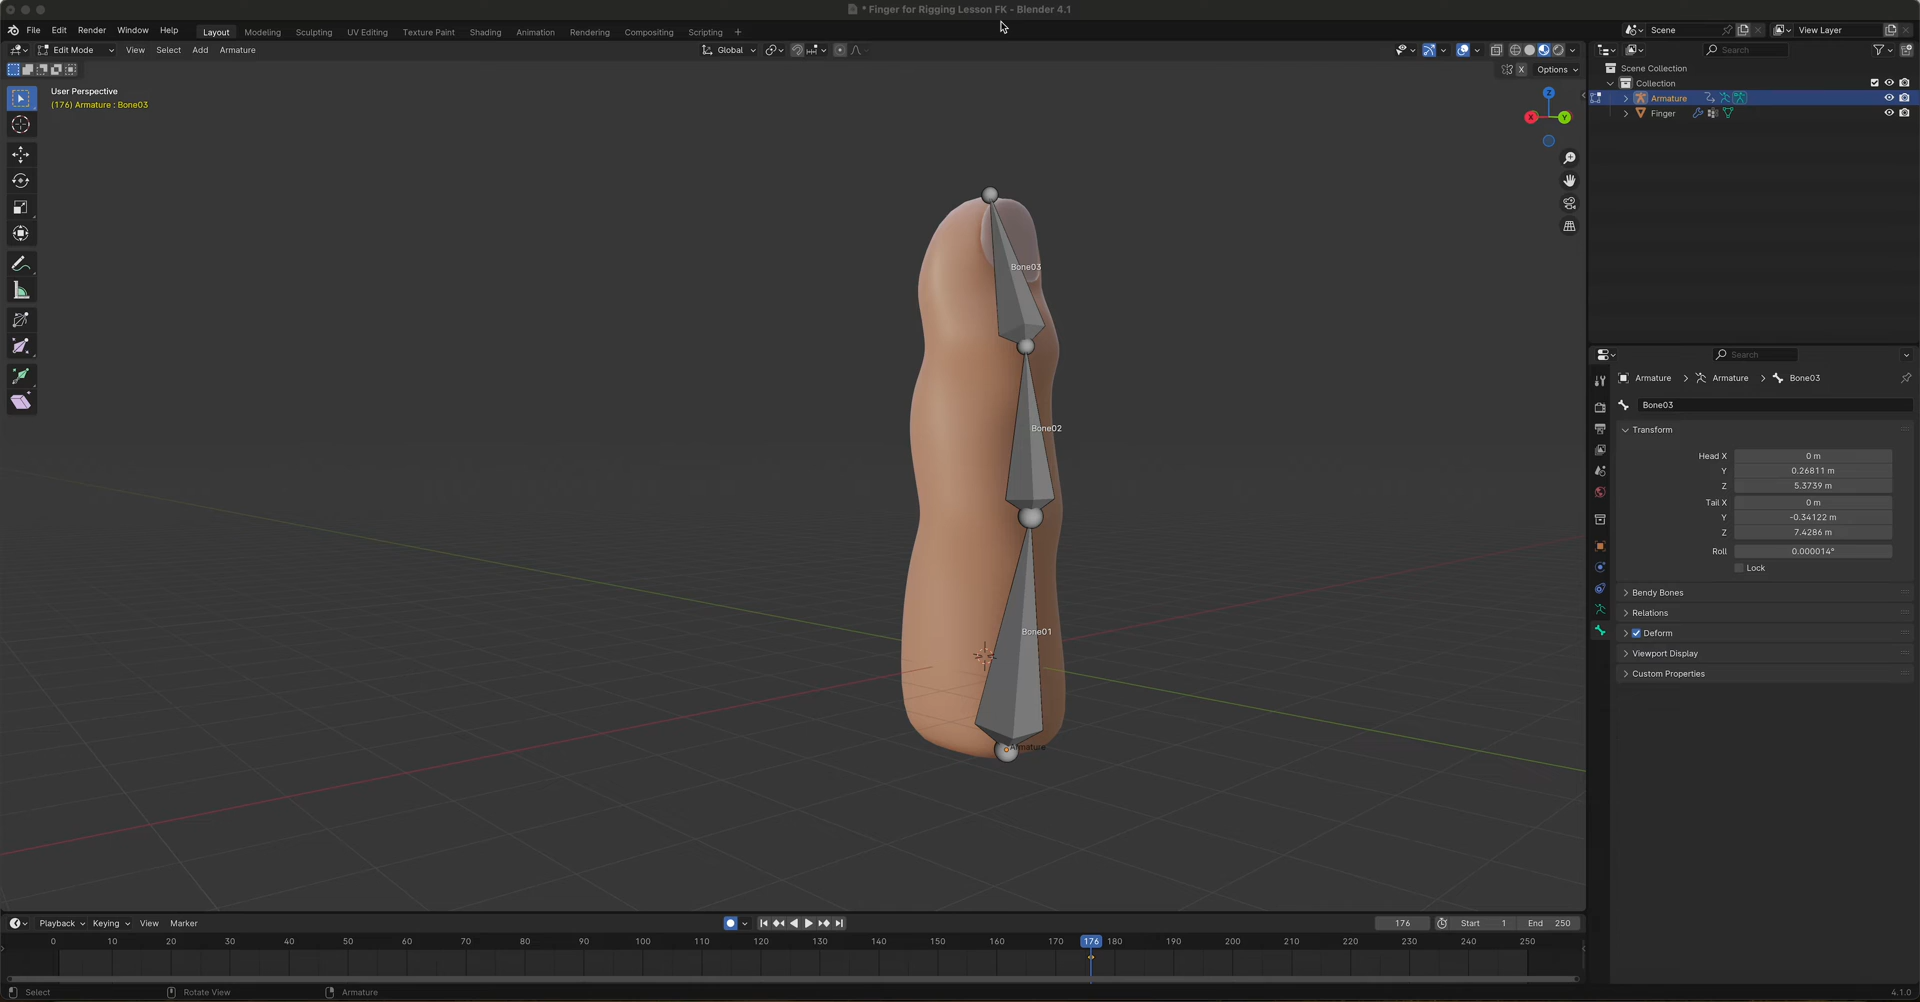 * Finger for Rigging Lesson FK - Blender 4.1
File Edit Render Window Help
Layout Modeling Sculpting UV Editing Texture Paint Shading Animation Rendering Compositing Scripting +
Scene
View Layer
Edit Mode View Select Add Armature
Global
Search
X Options
User Perspective
(176) Armature : Bone03
Z
X Y
Bone03
Bone02
Bone01
Armature
Scene Collection
Collection
Armature
Finger
Search
Armature > Armature > Bone03
Bone03
Transform
Head X 0 m
Y 0.26811 m
Z 5.3739 m
Tail X 0 m
Y -0.34122 m
Z 7.4286 m
Roll 0.000014°
Lock
Bendy Bones
Relations
Deform
Viewport Display
Custom Properties
Playback Keying View Marker
176 Start 1 End 250
0 10 20 30 40 50 60 70 80 90 100 110 120 130 140 150 160 170 176 180 190 200 210 220 230 240 250
Select Rotate View Armature
4.1.0